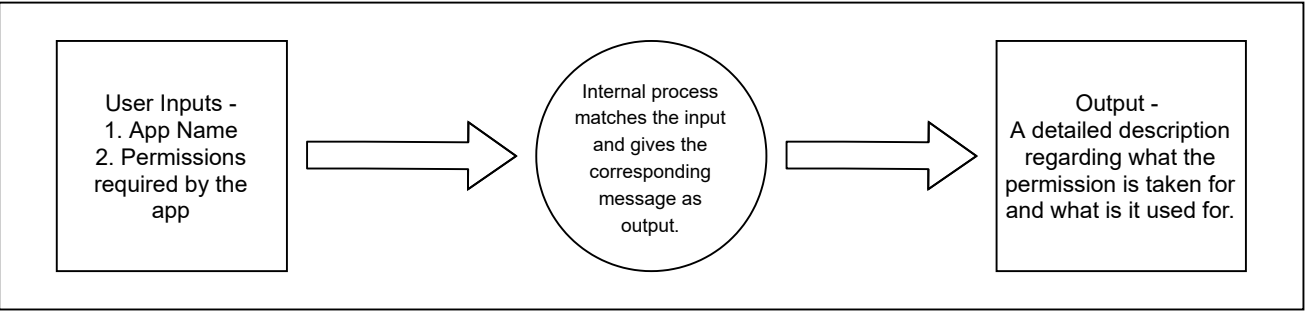 User Inputs -
1. App Name
2. Permissions
required by the
app
Internal process
matches the input
and gives the
corresponding
message as
output.
Output -
A detailed description
regarding what the
permission is taken for
and what is it used for.